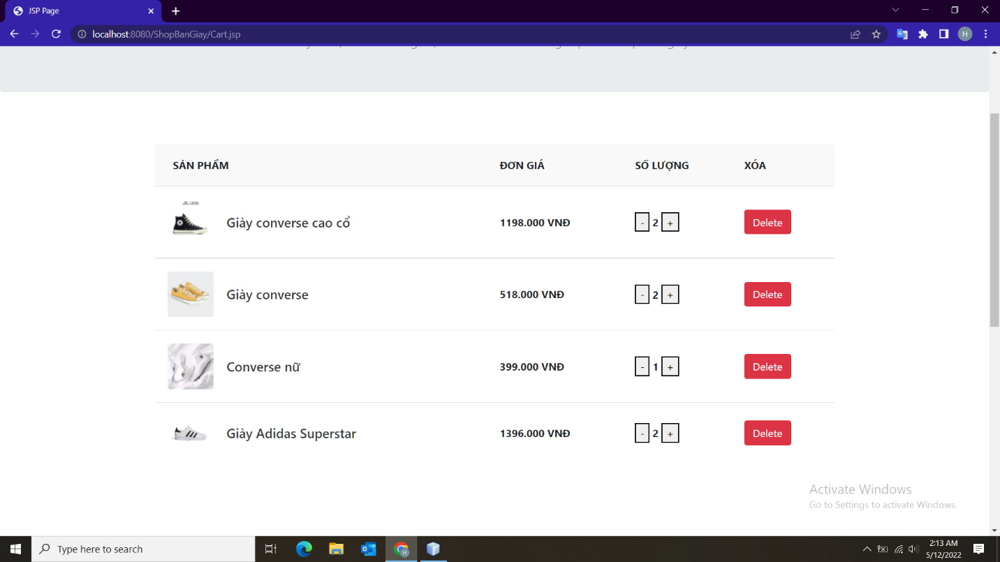 JSP Page
localhost:8080/ShopBanGiay/Cart.jsp
H
SẢN PHẨM ĐƠN GIÁ SỐ LƯỢNG XÓA
Giày converse cao cổ 1198.000 VNĐ - 2 + Delete
Giày converse 518.000 VNĐ - 2 + Delete
Converse nữ 399.000 VNĐ - 1 + Delete
Giày Adidas Superstar 1396.000 VNĐ - 2 + Delete
Activate Windows
Go to Settings to activate Windows.
Type here to search
2:13 AM
5/12/2022